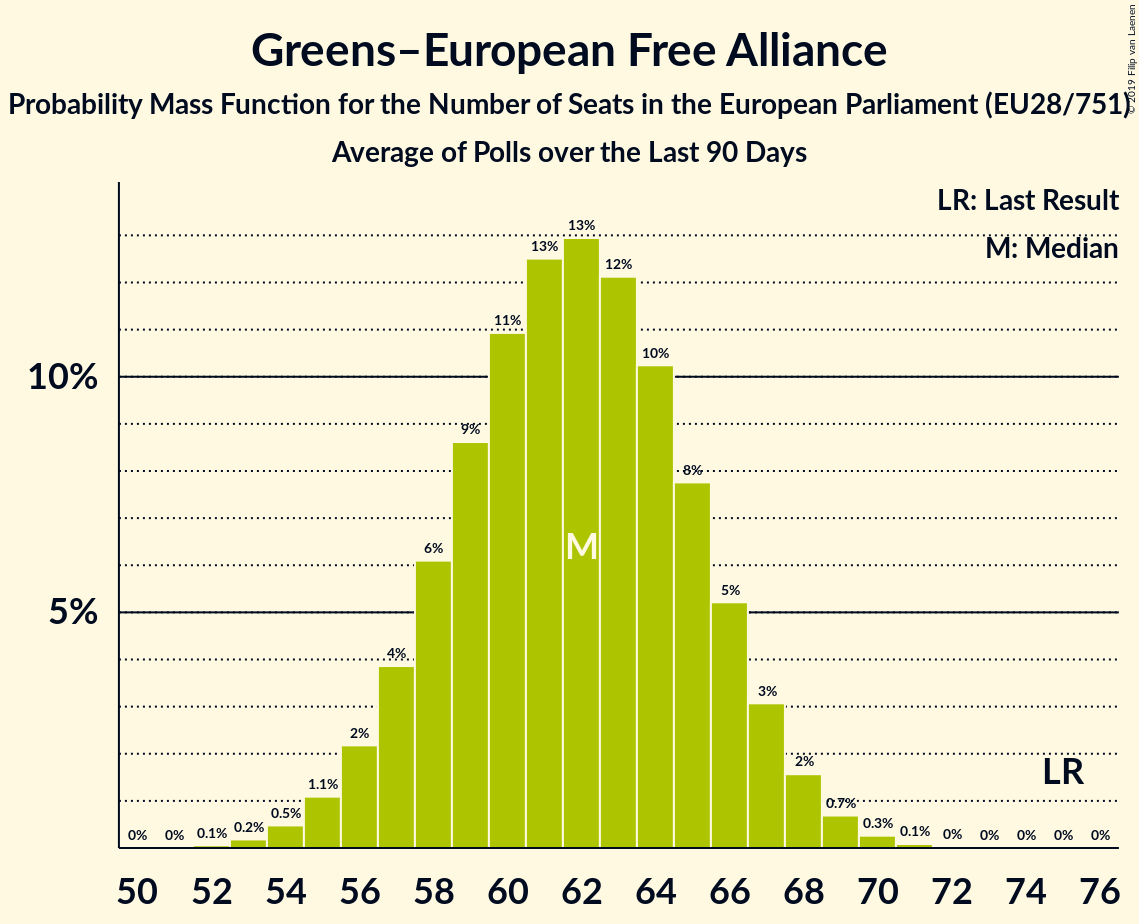 Greens–European Free Alliance
Probability Mass Function for the Number of Seats in the European Parliament (EU28/751)
Average of Polls over the Last 90 Days
© 2019 Filip van Laenen
LR: Last Result
M: Median
10%
5%
0% 0% 0.1% 0.2% 0.5% 1.1% 2% 4% 6% 9% 11% 13% 13% 12% 10% 8% 5% 3% 2% 0.7% 0.3% 0.1% 0% 0% 0% 0% 0%
M
LR
50 52 54 56 58 60 62 64 66 68 70 72 74 76